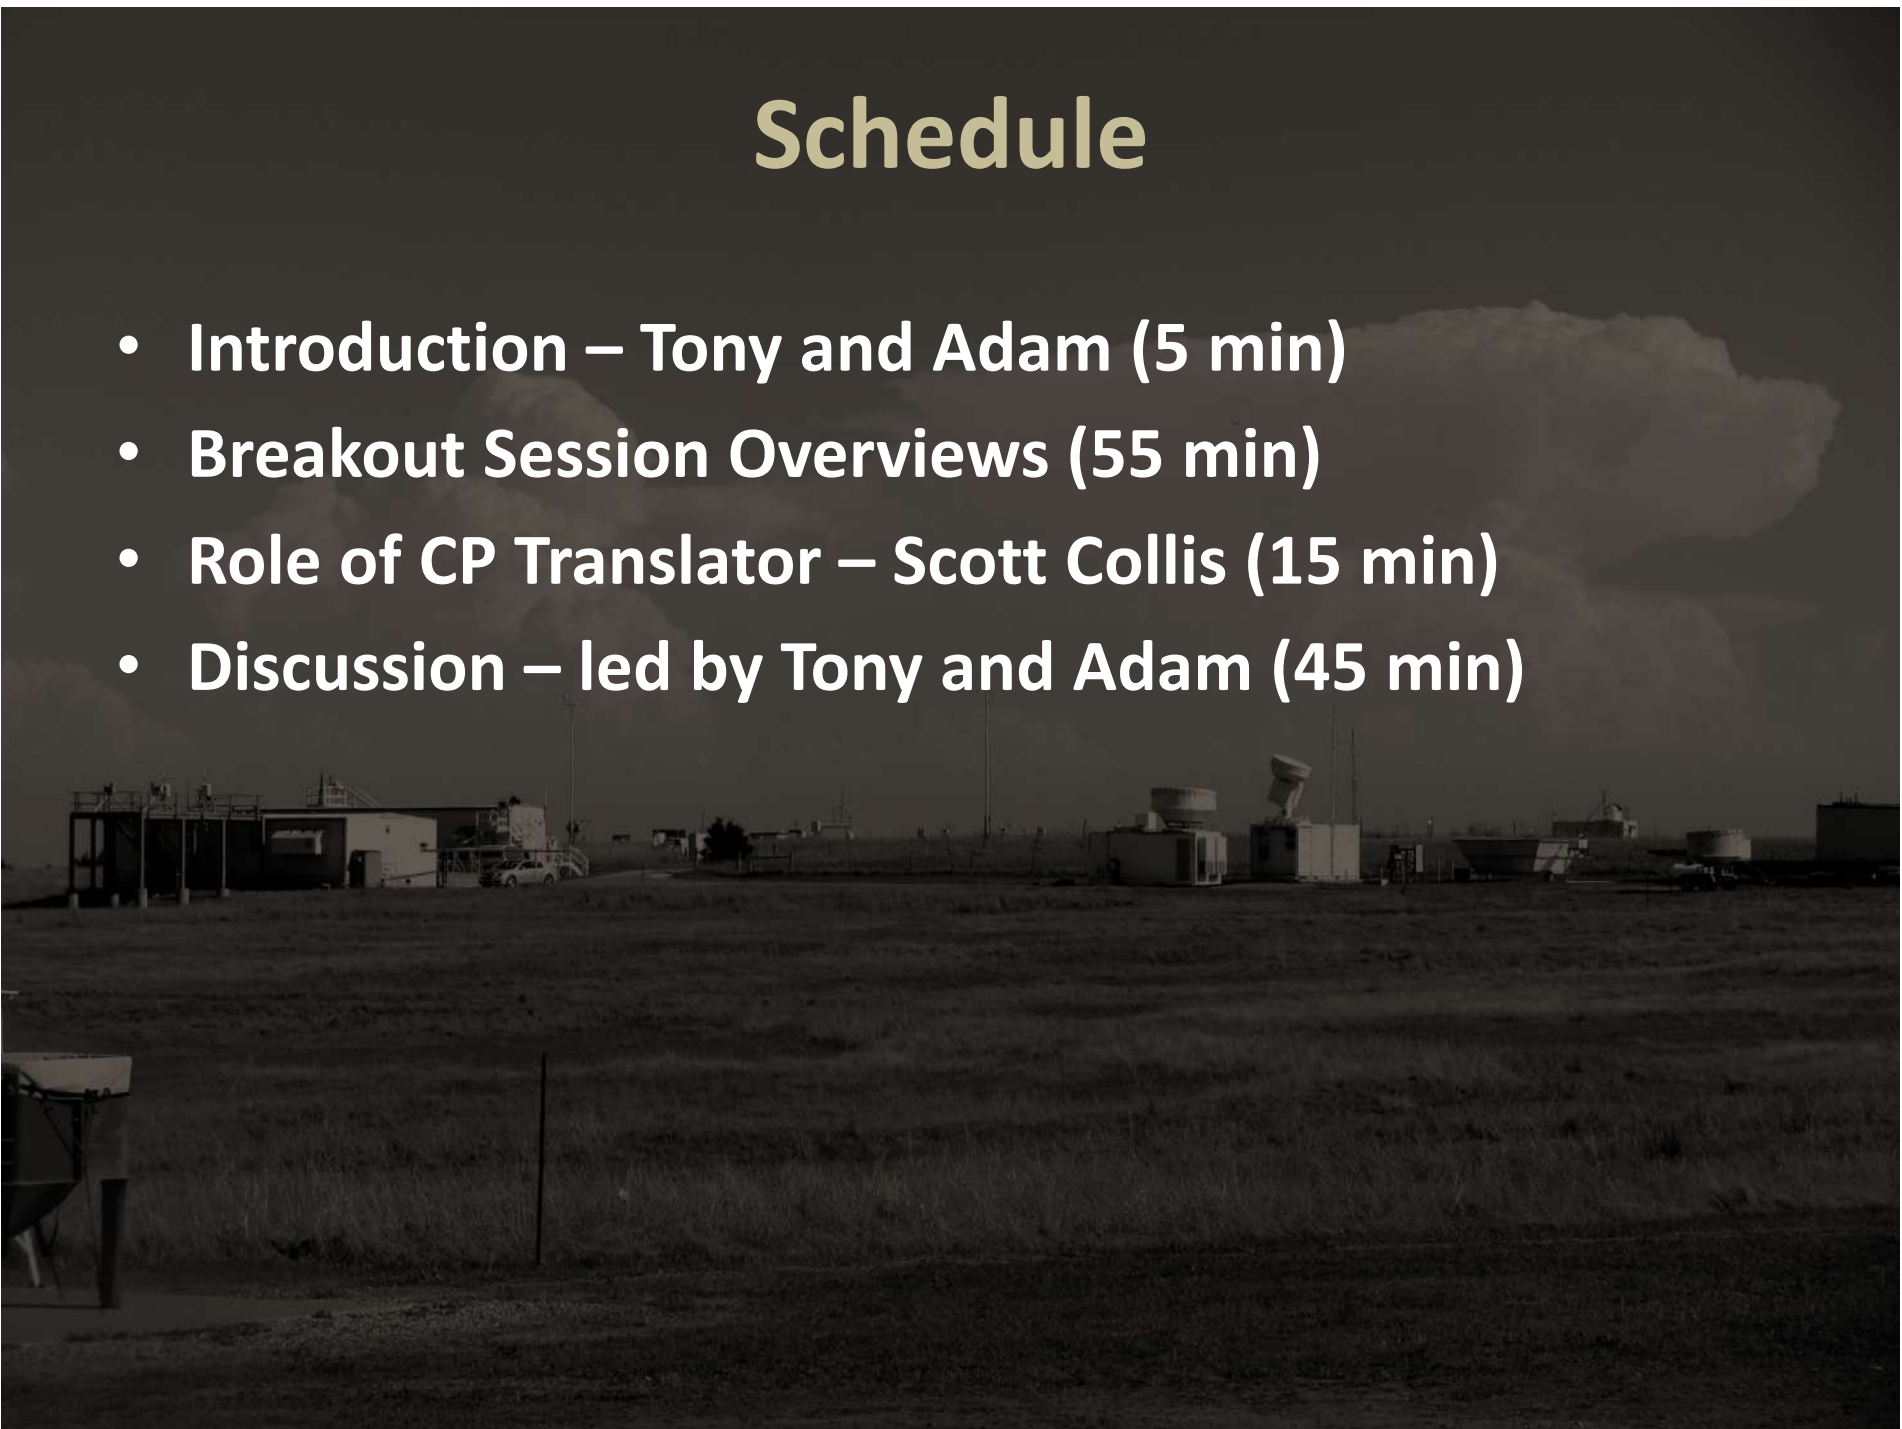 Schedule
• Introduction – Tony and Adam (5 min)
• Breakout Session Overviews (55 min)
• Role of CP Translator – Scott Collis (15 min)
• Discussion – led by Tony and Adam (45 min)